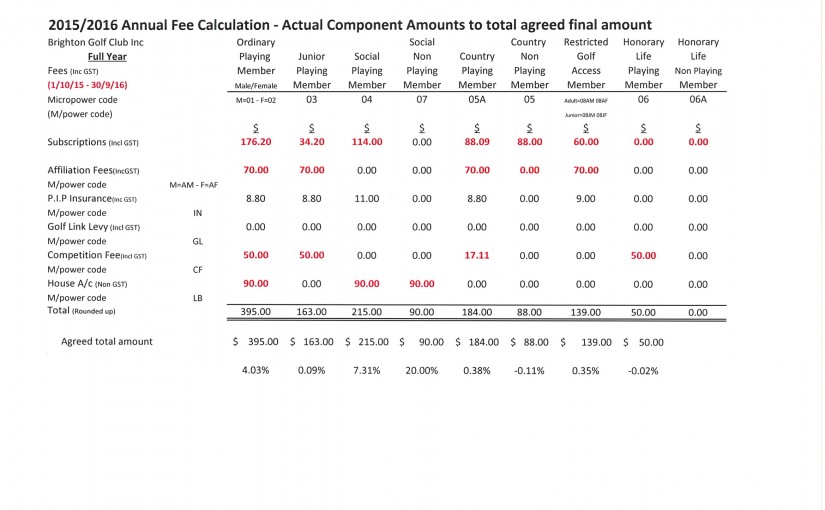 2015/2016 Annual Fee Calculation - Actual Component Amounts to total agreed final amount
Brighton Golf Club Inc Ordinary Social Country Restricted Honorary Honorary
Full Year Playing Junior Social Non Country Non Golf Life Life
Fees (Inc GST) Member Playing Playing Playing Playing Playing Access Playing Non Playing
(1/10/15 - 30/9/16) Male/Female Member Member Member Member Member Member Member Member
Micropower code M=01 - F=02 03 04 07 05A 05 Adult=08AM 08AF 06 06A
(M/power code) Junior=08JM 08JF
$ $ $ $ $ $ $ $ $
Subscriptions (Incl GST) 176.20 34.20 114.00 0.00 88.09 88.00 60.00 0.00 0.00
Affiliation Fees(IncGST) 70.00 70.00 0.00 0.00 70.00 0.00 70.00 0.00 0.00
M/power code M=AM - F=AF
P.I.P Insurance(Inc GST) 8.80 8.80 11.00 0.00 8.80 0.00 9.00 0.00 0.00
M/power code IN
Golf Link Levy (Incl GST) 0.00 0.00 0.00 0.00 0.00 0.00 0.00 0.00 0.00
M/power code GL
Competition Fee(Incl GST) 50.00 50.00 0.00 0.00 17.11 0.00 0.00 50.00 0.00
M/power code CF
House A/c (Non GST) 90.00 0.00 90.00 90.00 0.00 0.00 0.00 0.00 0.00
M/power code LB
Total (Rounded up) 395.00 163.00 215.00 90.00 184.00 88.00 139.00 50.00 0.00
Agreed total amount $ 395.00 $ 163.00 $ 215.00 $ 90.00 $ 184.00 $ 88.00 $ 139.00 $ 50.00
4.03% 0.09% 7.31% 20.00% 0.38% -0.11% 0.35% -0.02%